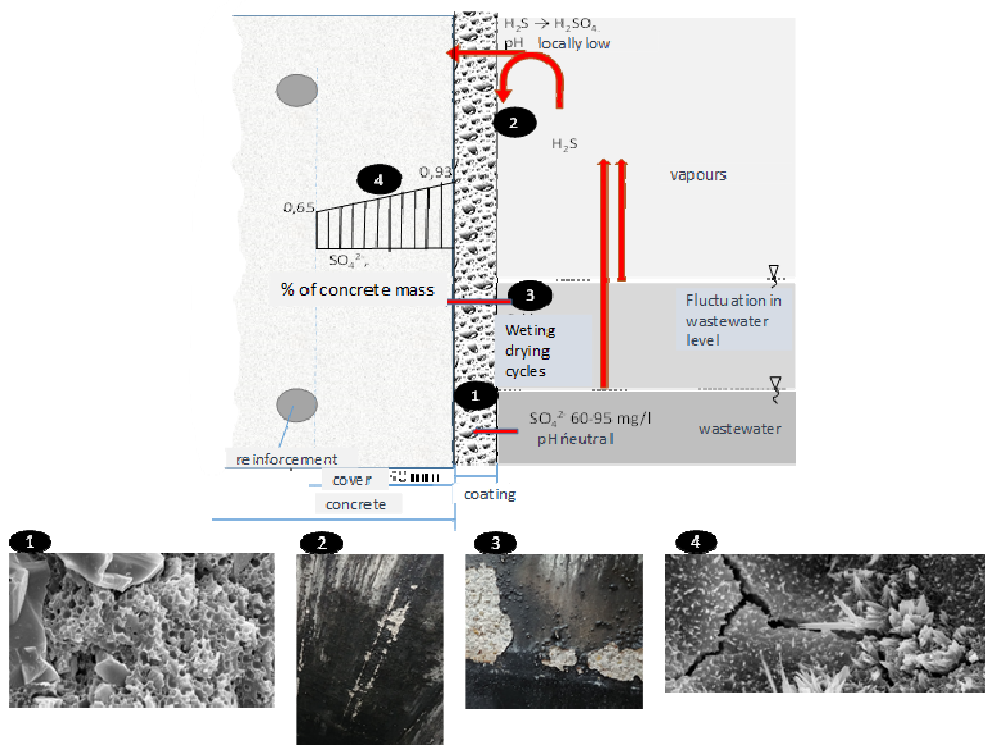 H₂S → H₂SO₄
pH locally low
2
H₂S
vapours
4
0,93
0,65
SO₄²⁻,
% of concrete mass
3
Weting
drying
cycles
Fluctuation in
wastewater
level
1
SO₄²⁻ 60-95 mg/l
pH neutral
wastewater
reinforcement
cover
concrete
coating
1
2
3
4